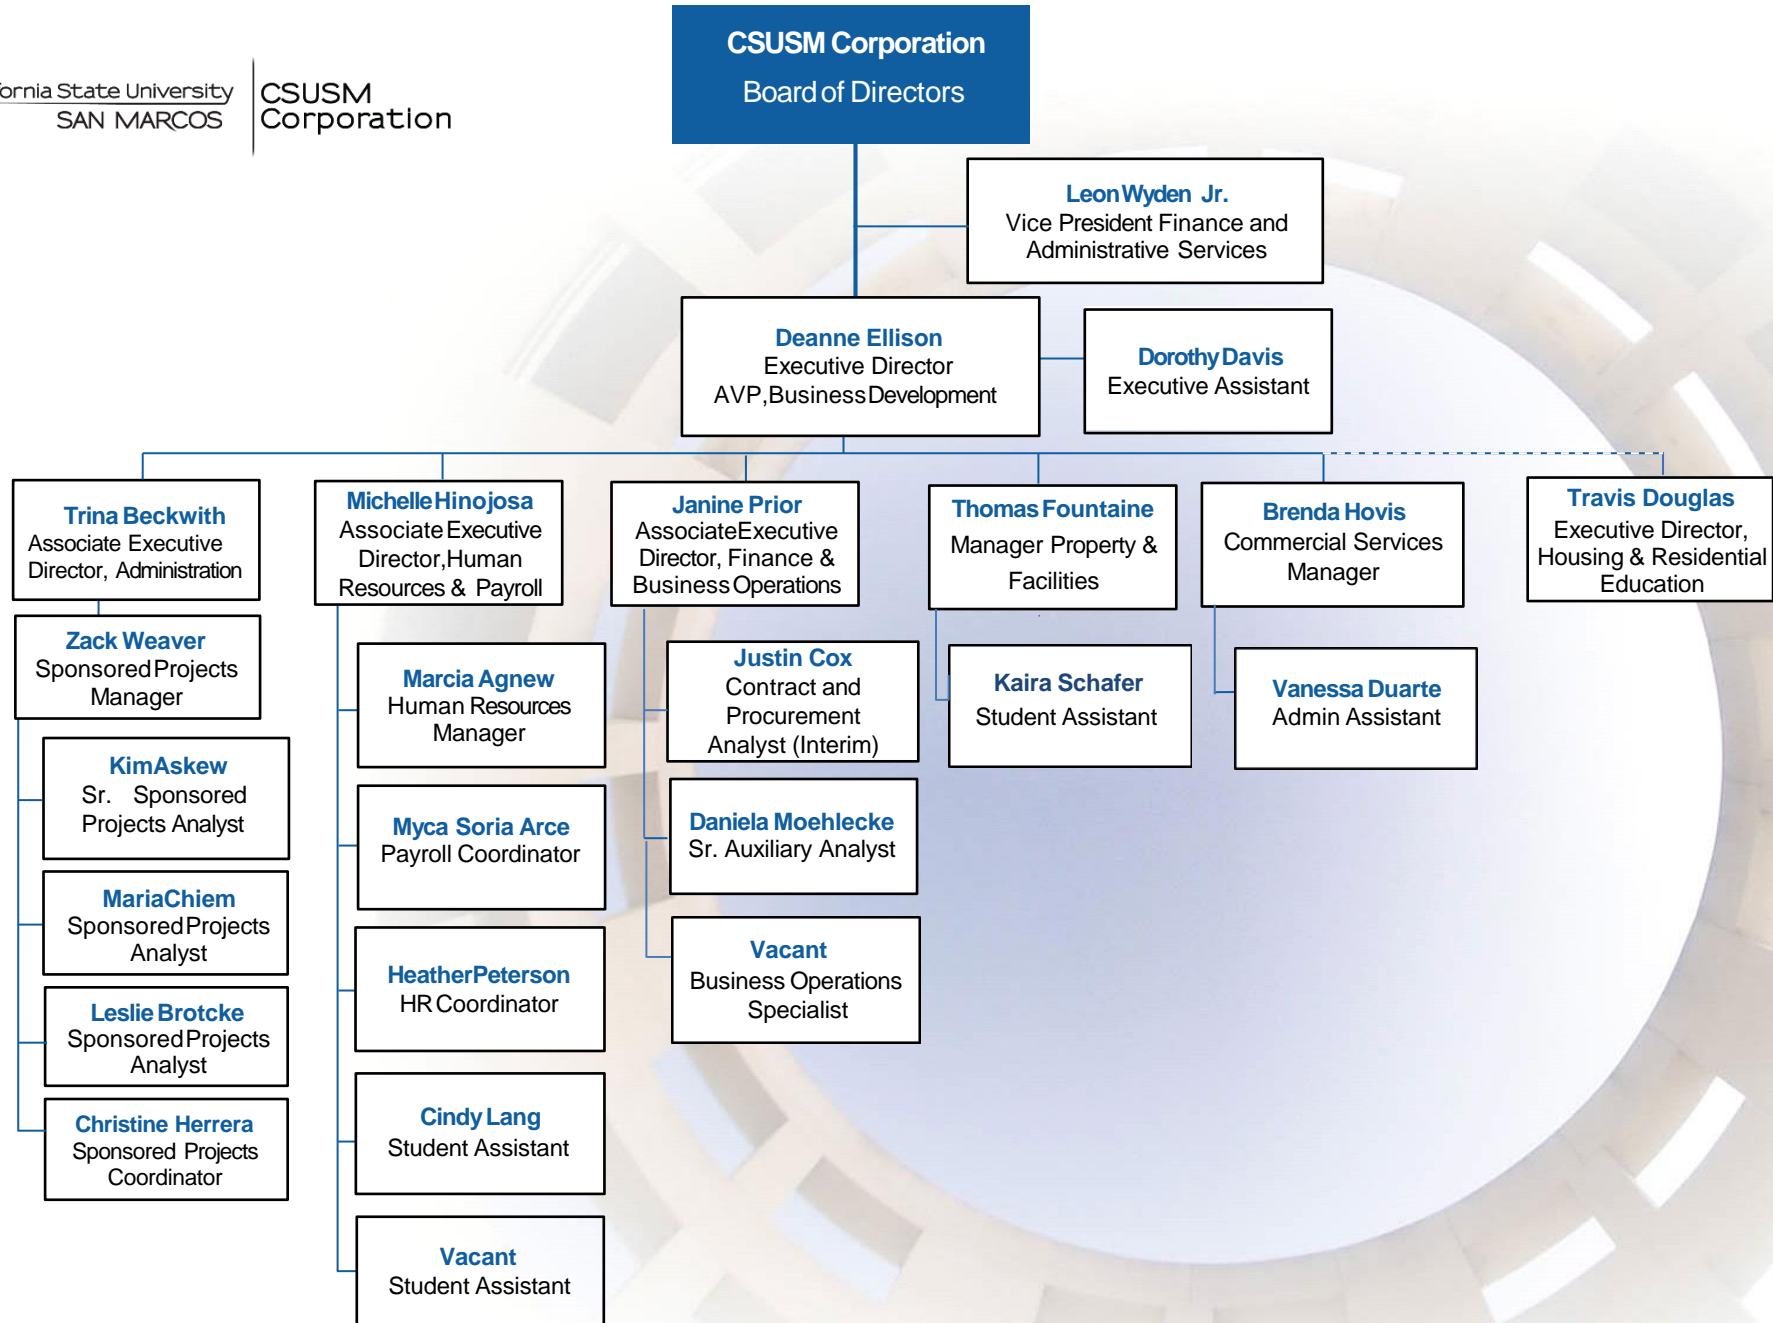 CSUSM Corporation
Board of Directors
fornia State University
SAN MARCOS
CSUSM
Corporation
Leon Wyden Jr.
Vice President Finance and
Administrative Services
Deanne Ellison
Executive Director
AVP, Business Development
Dorothy Davis
Executive Assistant
Trina Beckwith
Associate Executive
Director, Administration
Michelle Hinojosa
Associate Executive
Director, Human
Resources & Payroll
Janine Prior
Associate Executive
Director, Finance &
Business Operations
Thomas Fountaine
Manager Property &
Facilities
Brenda Hovis
Commercial Services
Manager
Travis Douglas
Executive Director,
Housing & Residential
Education
Zack Weaver
Sponsored Projects
Manager
Kim Askew
Sr. Sponsored
Projects Analyst
Maria Chiem
Sponsored Projects
Analyst
Leslie Brotcke
Sponsored Projects
Analyst
Christine Herrera
Sponsored Projects
Coordinator
Marcia Agnew
Human Resources
Manager
Myca Soria Arce
Payroll Coordinator
Heather Peterson
HR Coordinator
Cindy Lang
Student Assistant
Vacant
Student Assistant
Justin Cox
Contract and
Procurement
Analyst (Interim)
Daniela Moehlecke
Sr. Auxiliary Analyst
Vacant
Business Operations
Specialist
Kaira Schafer
Student Assistant
Vanessa Duarte
Admin Assistant